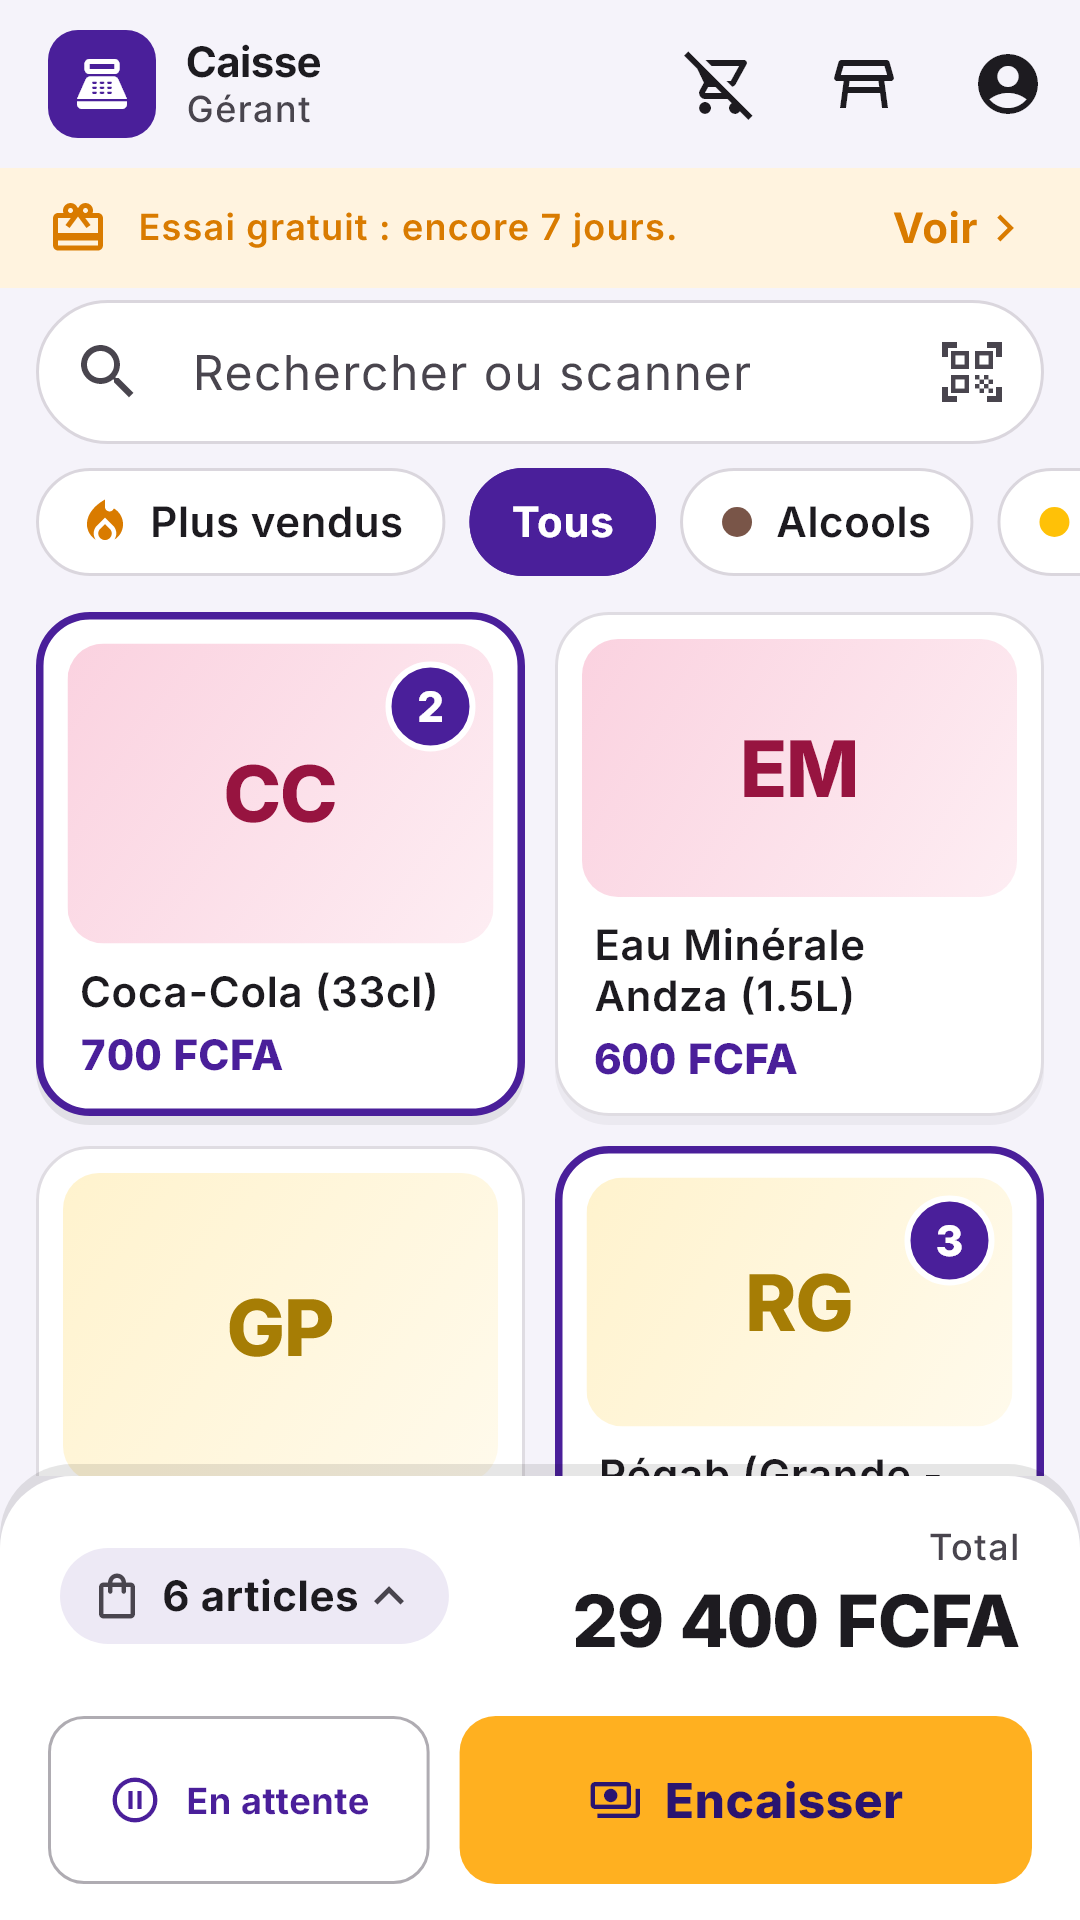 Caisse
Gérant
Essai gratuit : encore 7 jours.
Voir
Rechercher ou scanner
Plus vendus
Tous
Alcools
CC
2
Coca-Cola (33cl)
700 FCFA
EM
Eau Minérale
Andza (1.5L)
600 FCFA
GP
RG
3
Régab (Grande -
Total
6 articles
29 400 FCFA
En attente
Encaisser